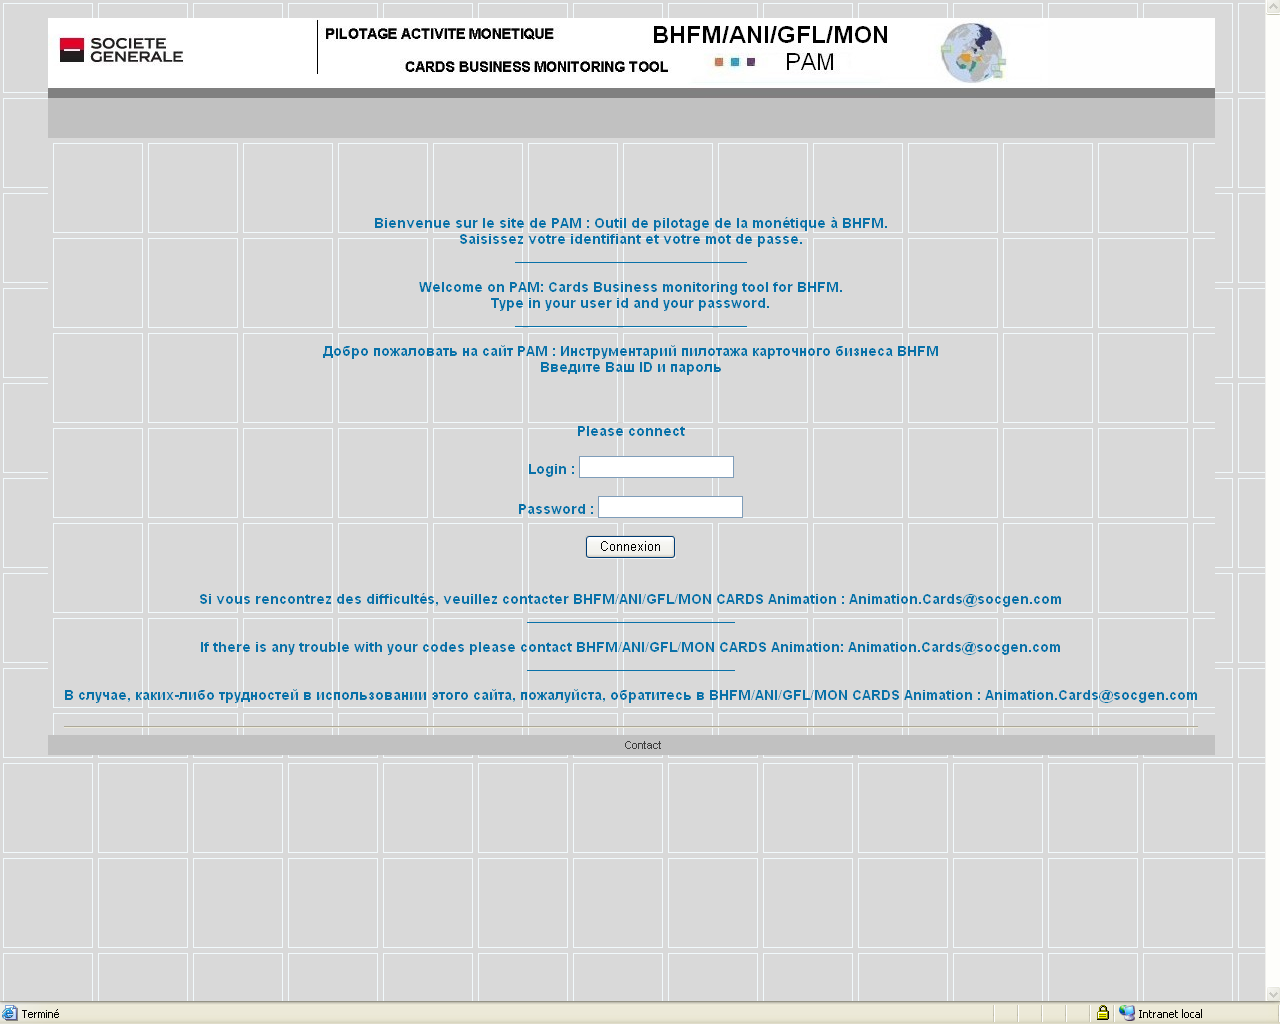 SOCIETE GENERALE
PILOTAGE ACTIVITE MONETIQUE
CARDS BUSINESS MONITORING TOOL
BHFM/ANI/GFL/MON
PAM
Bienvenue sur le site de PAM : Outil de pilotage de la monétique à BHFM.
Saisissez votre identifiant et votre mot de passe.
Welcome on PAM: Cards Business monitoring tool for BHFM.
Type in your user id and your password.
Добро пожаловать на сайт PAM : Инструментарий пилотажа карточного бизнеса BHFM
Введите Ваш ID и пароль
Please connect
Login :
Password :
Connexion
Si vous rencontrez des difficultés, veuillez contacter BHFM/ANI/GFL/MON CARDS Animation : Animation.Cards@socgen.com
If there is any trouble with your codes please contact BHFM/ANI/GFL/MON CARDS Animation: Animation.Cards@socgen.com
В случае, каких-либо трудностей в использовании этого сайта, пожалуйста, обратитесь в BHFM/ANI/GFL/MON CARDS Animation : Animation.Cards@socgen.com
Contact
Terminé
Intranet local